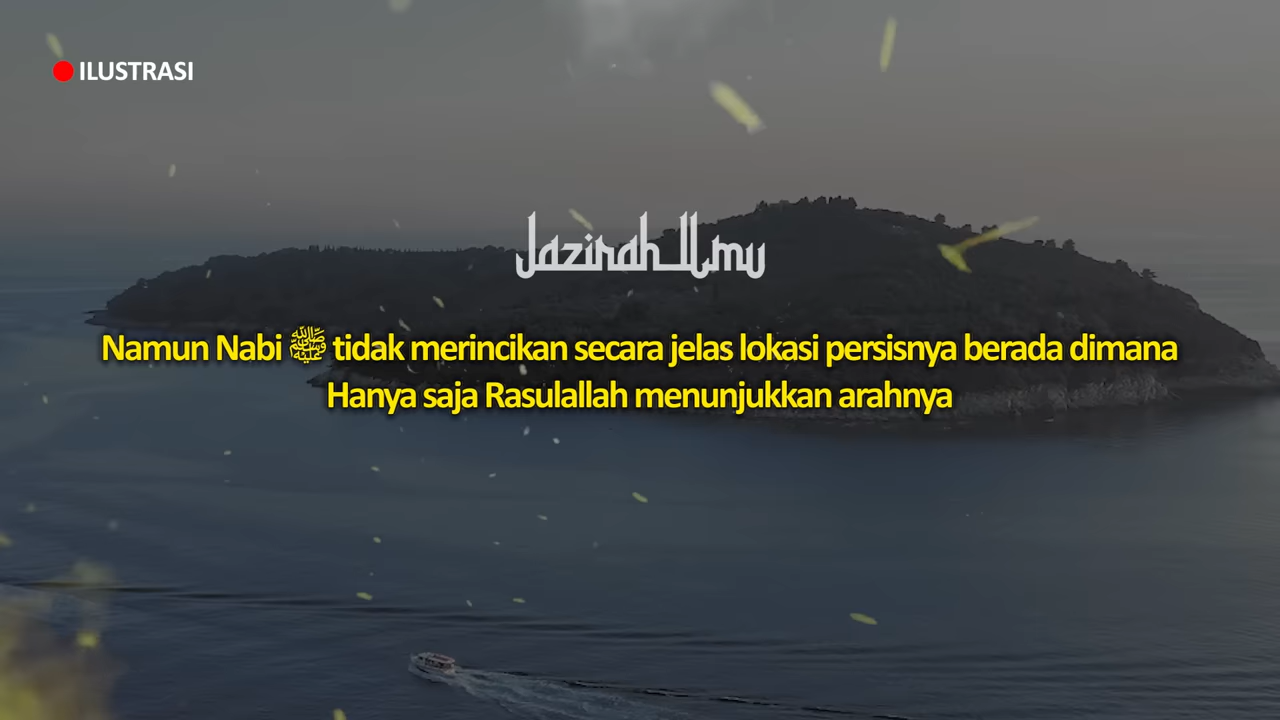 ILUSTRASI
Jazirah Ilmu
Namun Nabi ﷺ tidak merincikan secara jelas lokasi persisnya berada dimana
Hanya saja Rasulallah menunjukkan arahnya